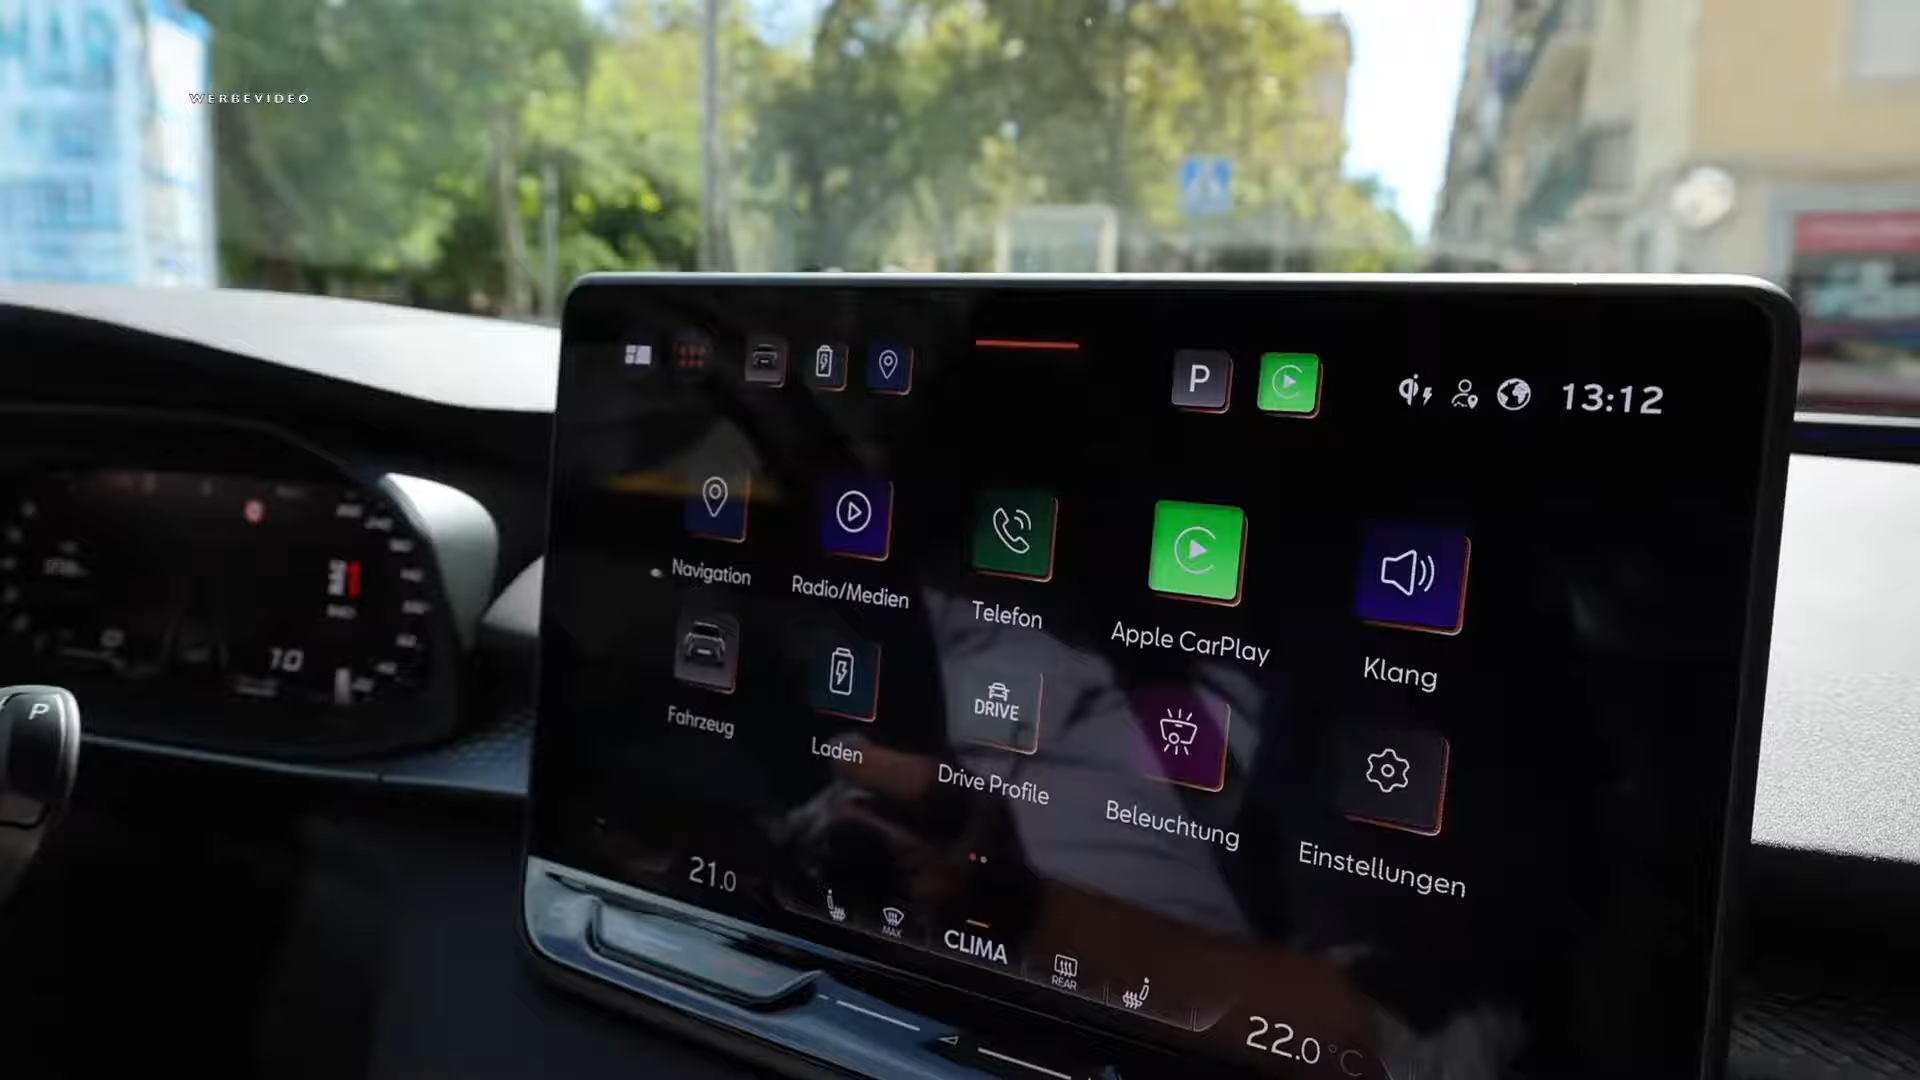 WERBEVIDEO
P
13:12
Navigation
Radio/Medien
Telefon
Apple CarPlay
Klang
Fahrzeug
Laden
DRIVE
Drive Profile
Beleuchtung
Einstellungen
P
10
21.0
MAX
CLIMA
REAR
22.0 °C